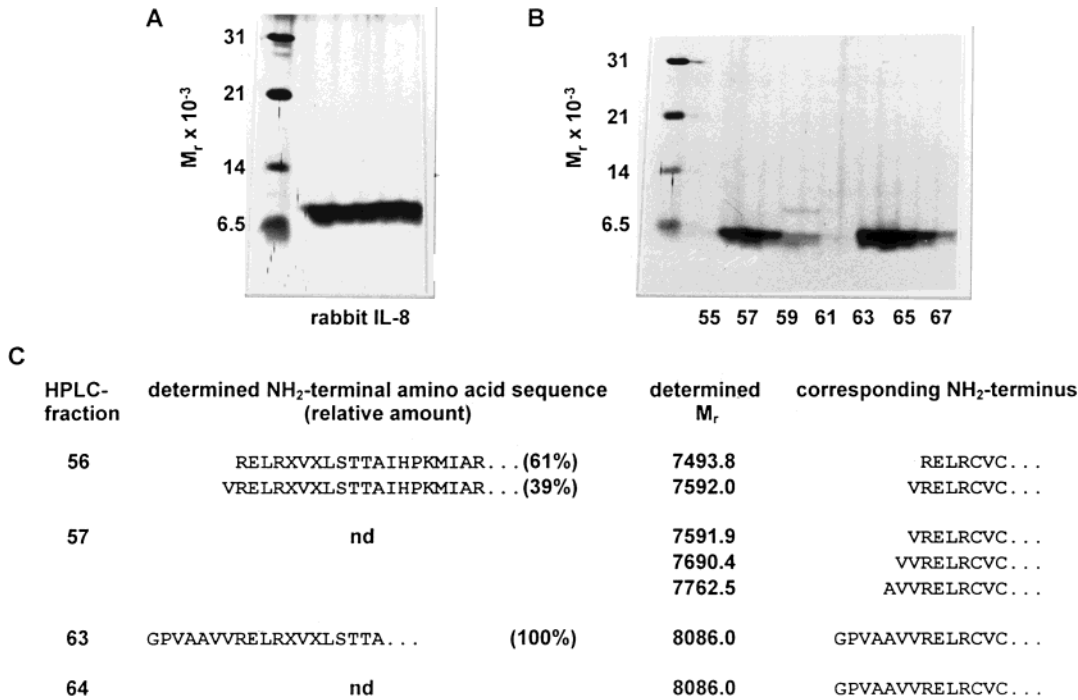 A
31
21
14
6.5
M_r x 10^-3
rabbit IL-8
B
31
21
14
6.5
M_r x 10^-3
55 57 59 61 63 65 67
C
HPLC-fraction determined NH₂-terminal amino acid sequence (relative amount) determined M_r corresponding NH₂-terminus
56 RELRXVXLSTTAIHPKMIAR...(61%) 7493.8 RELRCVC...
VRELRXVXLSTTAIHPKMIAR...(39%) 7592.0 VRELRCVC...
57 nd 7591.9 VRELRCVC...
7690.4 VVRELRCVC...
7762.5 AVVRELRCVC...
63 GPVAAVVRELRXVXLSTTA... (100%) 8086.0 GPVAAVVRELRCVC...
64 nd 8086.0 GPVAAVVRELRCVC...